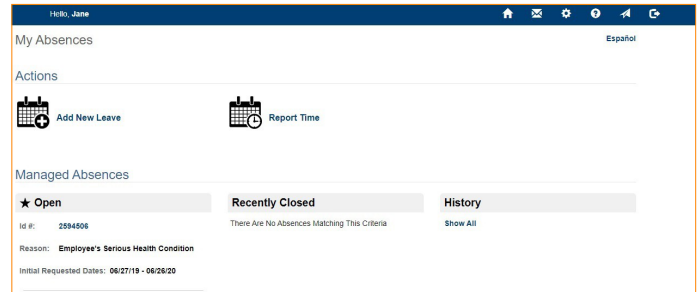 Hello, Jane
My Absences
Español
Actions
Add New Leave
Report Time
Managed Absences
★ Open
Id #: 2594506
Reason: Employee's Serious Health Condition
Initial Requested Dates: 06/27/19 - 06/26/20
Recently Closed
There Are No Absences Matching This Criteria
History
Show All